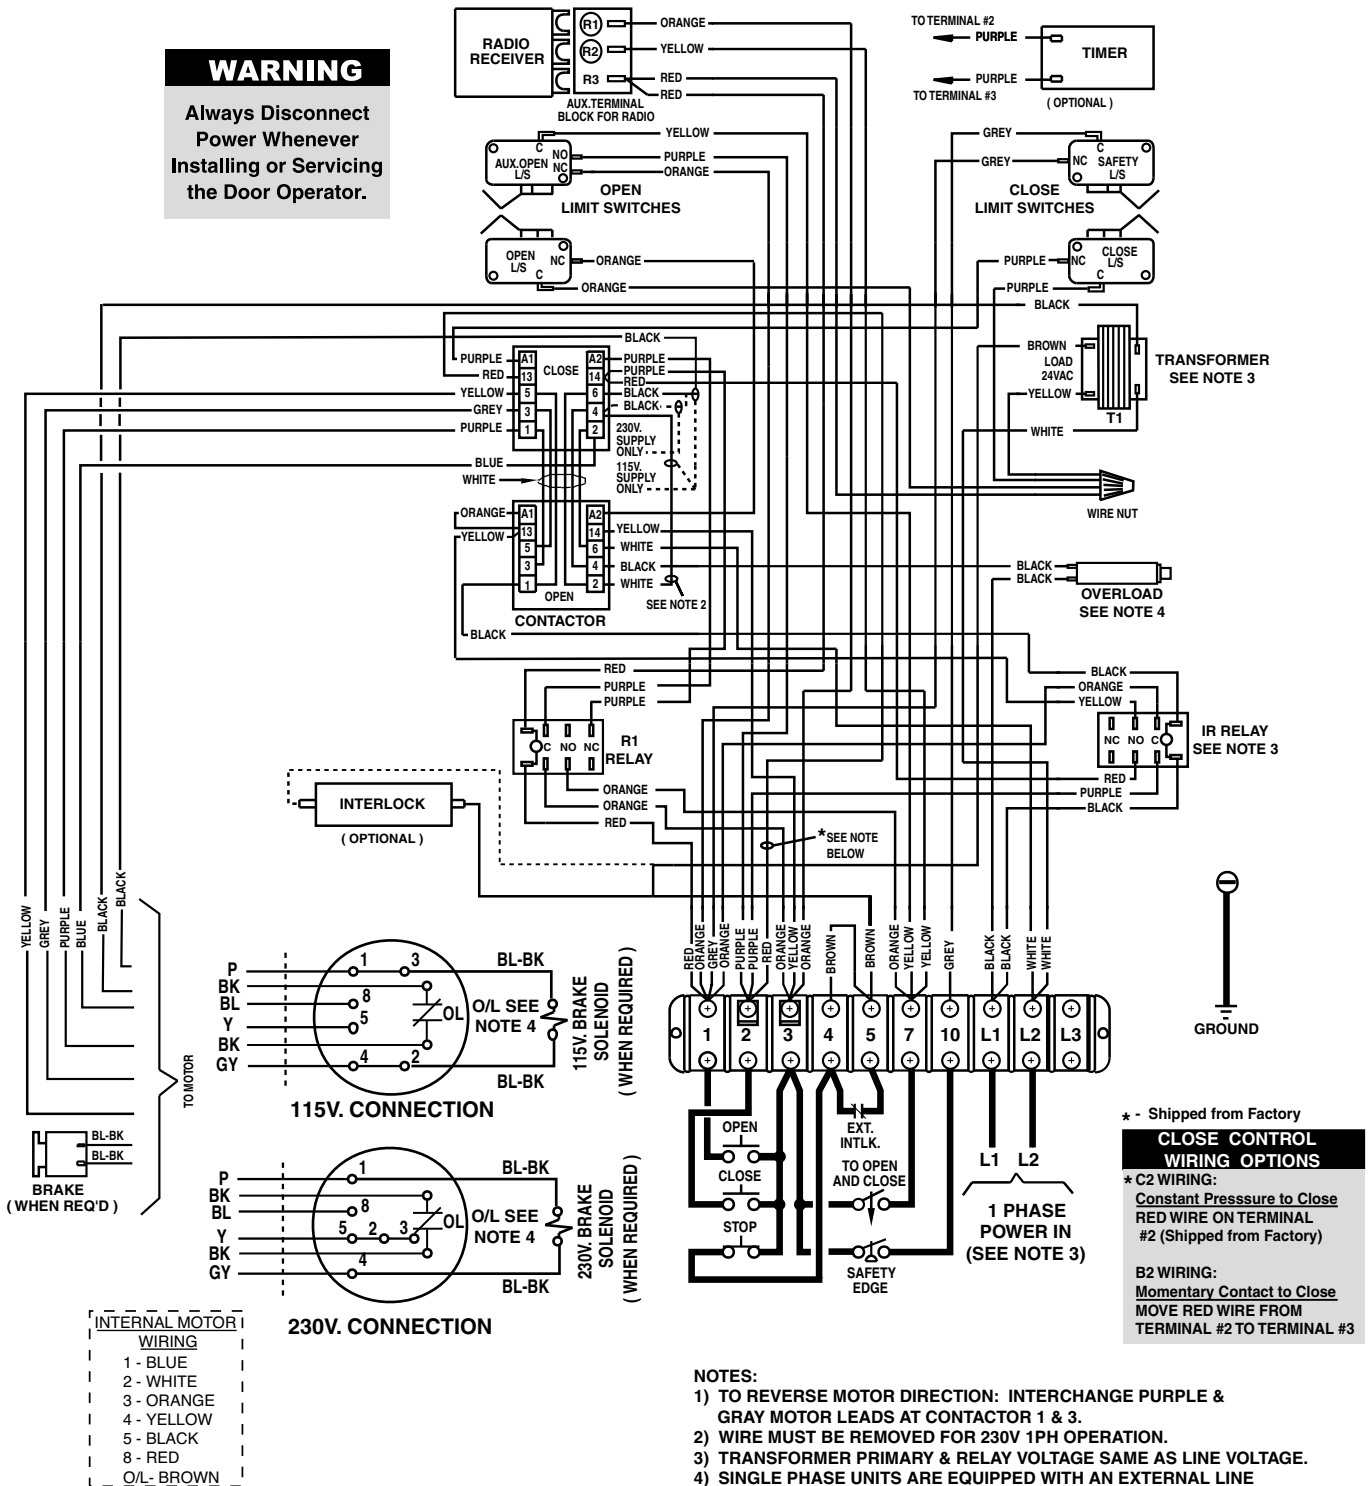 WARNING
Always Disconnect
Power Whenever
Installing or Servicing
the Door Operator.
RADIO
RECEIVER
R1
R2
R3
ORANGE
YELLOW
RED
RED
AUX.TERMINAL
BLOCK FOR RADIO
TO TERMINAL #2
PURPLE
TIMER
PURPLE
TO TERMINAL #3
( OPTIONAL )
YELLOW
C
NO
AUX.OPEN
L/S
NC
PURPLE
ORANGE
OPEN
LIMIT SWITCHES
OPEN
L/S
NC
C
ORANGE
ORANGE
GREY
GREY
C
NC
SAFETY
L/S
CLOSE
LIMIT SWITCHES
PURPLE
NC
CLOSE
L/S
C
PURPLE
BLACK
BROWN
LOAD
24VAC
YELLOW
WHITE
T1
TRANSFORMER
SEE NOTE 3
WIRE NUT
BLACK
PURPLE
RED
YELLOW
GREY
PURPLE
A1
13
5
3
1
CLOSE
A2
14
6
4
2
PURPLE
PURPLE
RED
BLACK
BLACK
230V.
SUPPLY
ONLY
115V.
SUPPLY
ONLY
BLUE
WHITE
ORANGE
YELLOW
A1
13
5
3
1
OPEN
A2
14
6
4
2
YELLOW
WHITE
BLACK
WHITE
SEE NOTE 2
CONTACTOR
BLACK
BLACK
BLACK
OVERLOAD
SEE NOTE 4
RED
PURPLE
PURPLE
C NO NC
R1
RELAY
ORANGE
ORANGE
RED
BLACK
ORANGE
YELLOW
NC NO C
IR RELAY
SEE NOTE 3
RED
PURPLE
BLACK
INTERLOCK
( OPTIONAL )
* SEE NOTE
BELOW
YELLOW
GREY
PURPLE
BLUE
BLACK
BLACK
TO MOTOR
BL-BK
BL-BK
BRAKE
( WHEN REQ'D )
P
BK
BL
Y
BK
GY
1
3
8
5
4
2
OL
BL-BK
O/L SEE
NOTE 4
BL-BK
115V. BRAKE
SOLENOID
( WHEN REQUIRED )
115V. CONNECTION
P
BK
BL
Y
BK
GY
1
8
5
2
3
4
OL
BL-BK
O/L SEE
NOTE 4
BL-BK
230V. BRAKE
SOLENOID
( WHEN REQUIRED )
230V. CONNECTION
INTERNAL MOTOR
WIRING
1 - BLUE
2 - WHITE
3 - ORANGE
4 - YELLOW
5 - BLACK
8 - RED
O/L- BROWN
RED
ORANGE
GREY
ORANGE
PURPLE
PURPLE
RED
ORANGE
YELLOW
ORANGE
BROWN
BROWN
ORANGE
YELLOW
YELLOW
GREY
BLACK
BLACK
WHITE
WHITE
1 2 3 4 5 7 10 L1 L2 L3
OPEN
CLOSE
STOP
EXT.
INTLK.
TO OPEN
AND CLOSE
SAFETY
EDGE
L1 L2
1 PHASE
POWER IN
(SEE NOTE 3)
GROUND
* - Shipped from Factory
CLOSE CONTROL
WIRING OPTIONS
* C2 WIRING:
Constant Presssure to Close
RED WIRE ON TERMINAL
#2 (Shipped from Factory)
B2 WIRING:
Momentary Contact to Close
MOVE RED WIRE FROM
TERMINAL #2 TO TERMINAL #3
NOTES:
1) TO REVERSE MOTOR DIRECTION: INTERCHANGE PURPLE &
GRAY MOTOR LEADS AT CONTACTOR 1 & 3.
2) WIRE MUST BE REMOVED FOR 230V 1PH OPERATION.
3) TRANSFORMER PRIMARY & RELAY VOLTAGE SAME AS LINE VOLTAGE.
4) SINGLE PHASE UNITS ARE EQUIPPED WITH AN EXTERNAL LINE